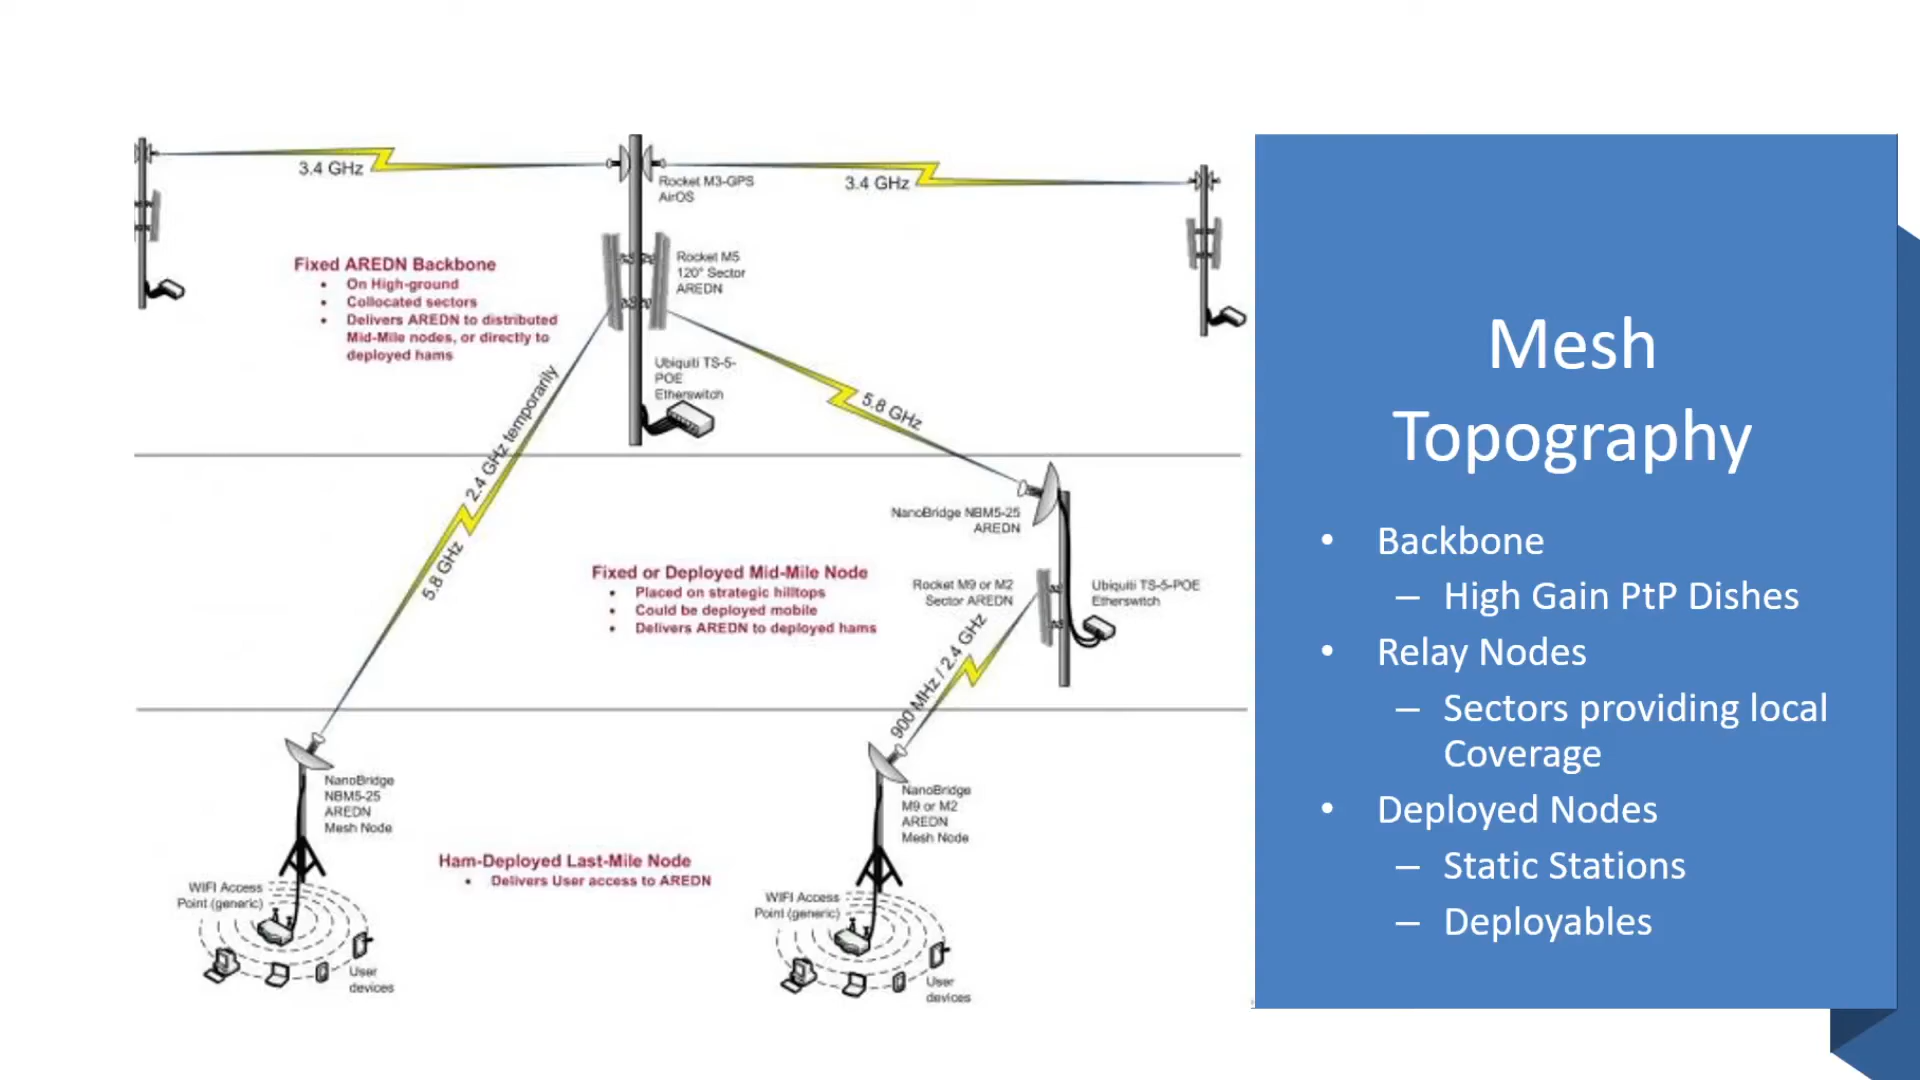 3.4 GHz
Rocket M3-GPS
AirOS
3.4 GHz
Fixed AREDN Backbone
• On High-ground
• Collocated sectors
• Delivers AREDN to distributed
Mid-Mile nodes, or directly to
deployed hams
Rocket M5
120° Sector
AREDN
Ubiquiti TS-5-
POE
Etherswitch
5.8 GHz
2.4 GHz temporarily
5.8 GHz
NanoBridge NBM5-25
AREDN
Fixed or Deployed Mid-Mile Node
• Placed on strategic hilltops
• Could be deployed mobile
• Delivers AREDN to deployed hams
Rocket M9 or M2
Sector AREDN
Ubiquiti TS-5-POE
Etherswitch
900 MHz / 2.4 GHz
NanoBridge
NBM5-25
AREDN
Mesh Node
NanoBridge
M9 or M2
AREDN
Mesh Node
Ham-Deployed Last-Mile Node
• Delivers User access to AREDN
WIFI Access
Point (generic)
User
devices
WIFI Access
Point (generic)
User
devices
Mesh
Topography
• Backbone
– High Gain PtP Dishes
• Relay Nodes
– Sectors providing local
Coverage
• Deployed Nodes
– Static Stations
– Deployables